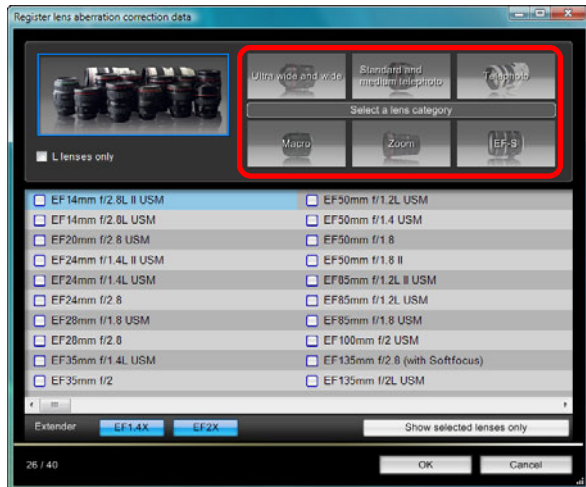 Register lens aberration correction data
Ultra wide and wide
Standard and medium telephoto
Telephoto
Select a lens category
Macro
Zoom
EF-S
L lenses only
EF14mm f/2.8L II USM
EF14mm f/2.8L USM
EF20mm f/2.8 USM
EF24mm f/1.4L II USM
EF24mm f/1.4L USM
EF24mm f/2.8
EF28mm f/1.8 USM
EF28mm f/2.8
EF35mm f/1.4L USM
EF35mm f/2
EF50mm f/1.2L USM
EF50mm f/1.4 USM
EF50mm f/1.8
EF50mm f/1.8 II
EF85mm f/1.2L II USM
EF85mm f/1.2L USM
EF85mm f/1.8 USM
EF100mm f/2 USM
EF135mm f/2.8 (with Softfocus)
EF135mm f/2L USM
Extender
EF1.4X
EF2X
Show selected lenses only
26 / 40
OK
Cancel